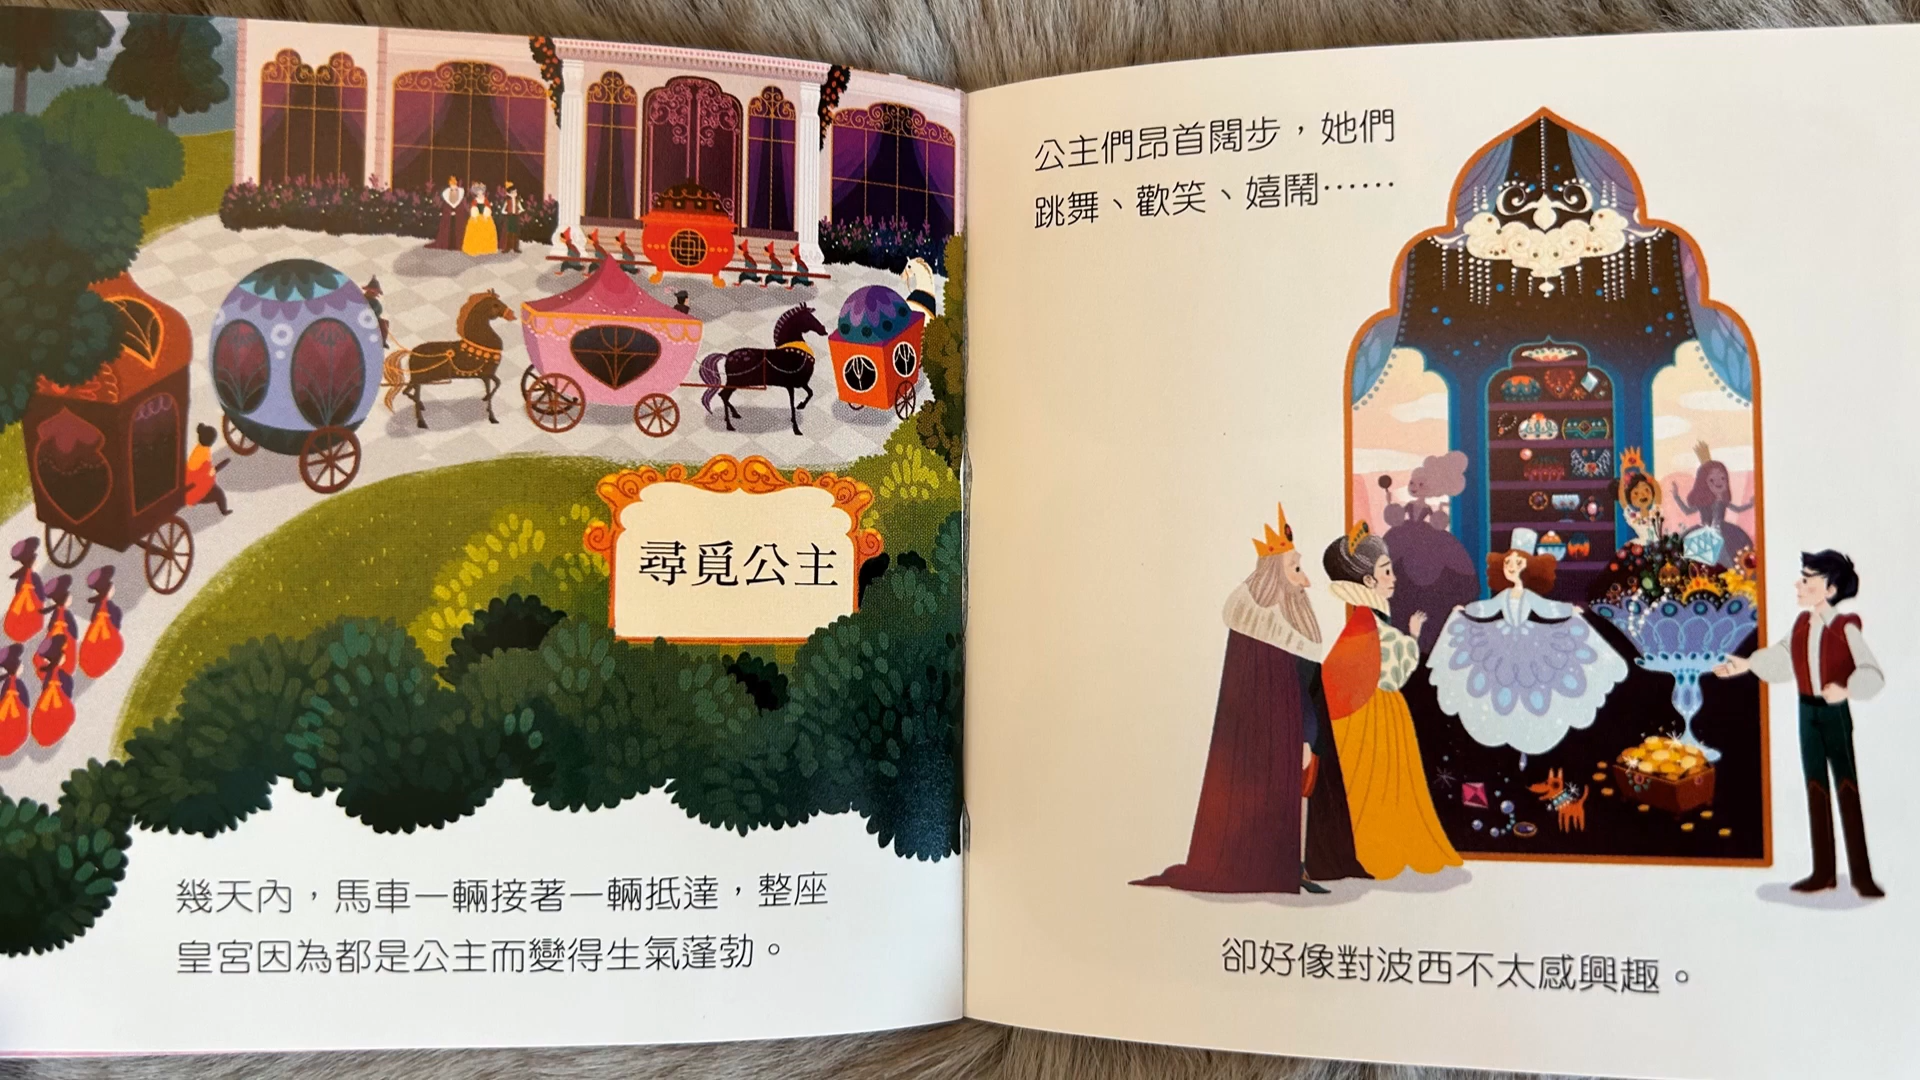 尋覓公主
幾天內，馬車一輛接著一輛抵達，整座
皇宮因為都是公主而變得生氣蓬勃。
公主們昂首闊步，她們
跳舞、歡笑、嬉鬧⋯⋯
卻好像對波西不太感興趣。